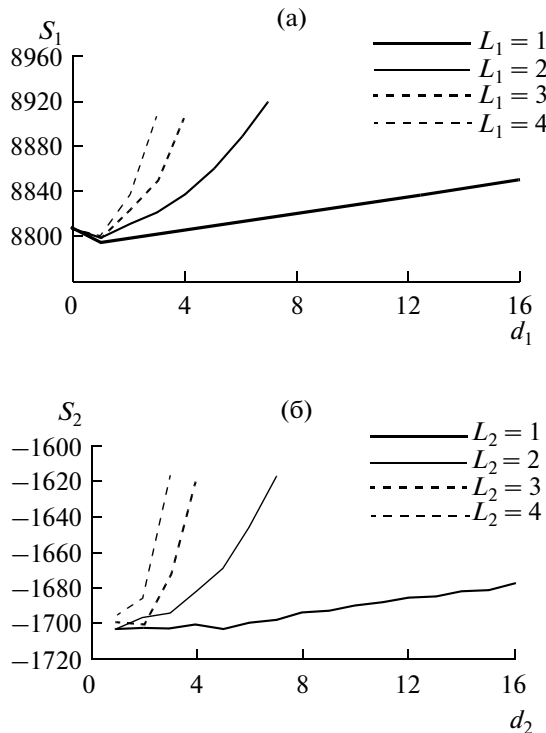 (а)
S₁
8960
8920
8880
8840
8800
0
4
8
12
16
d₁
L₁ = 1
L₁ = 2
L₁ = 3
L₁ = 4
(б)
S₂
−1600
−1620
−1640
−1660
−1680
−1700
−1720
0
4
8
12
16
d₂
L₂ = 1
L₂ = 2
L₂ = 3
L₂ = 4